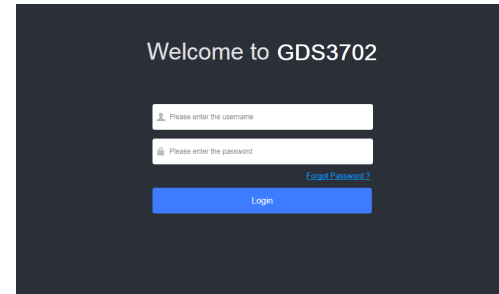 Welcome to GDS3702
Please enter the username
Please enter the password
Forgot Password ?
Login